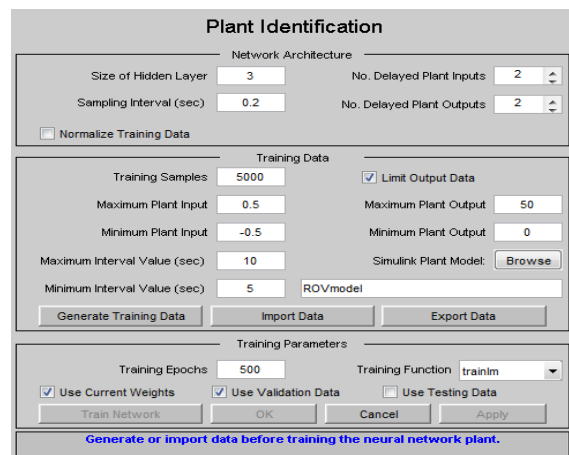 Plant Identification
Network Architecture
Size of Hidden Layer 3 No. Delayed Plant Inputs 2
Sampling Interval (sec) 0.2 No. Delayed Plant Outputs 2
Normalize Training Data
Training Data
Training Samples 5000 Limit Output Data
Maximum Plant Input 0.5 Maximum Plant Output 50
Minimum Plant Input -0.5 Minimum Plant Output 0
Maximum Interval Value (sec) 10 Simulink Plant Model: Browse
Minimum Interval Value (sec) 5 ROVmodel
Generate Training Data Import Data Export Data
Training Parameters
Training Epochs 500 Training Function trainlm
Use Current Weights Use Validation Data Use Testing Data
Train Network OK Cancel Apply
Generate or import data before training the neural network plant.